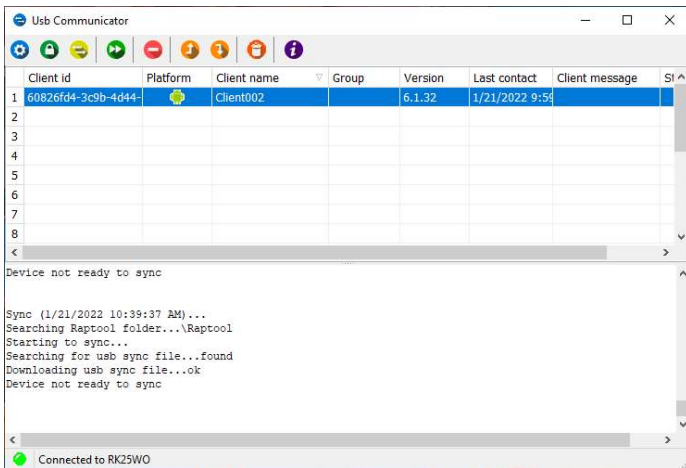 Usb Communicator
Client id Platform Client name Group Version Last contact Client message
1 60826fd4-3c9b-4d44- Client002 6.1.32 1/21/2022 9:59
2
3
4
5
6
7
8
Device not ready to sync
Sync (1/21/2022 10:39:37 AM)...
Searching Raptool folder...\Raptool
Starting to sync...
Searching for usb sync file...found
Downloading usb sync file...ok
Device not ready to sync
Connected to RK25WO